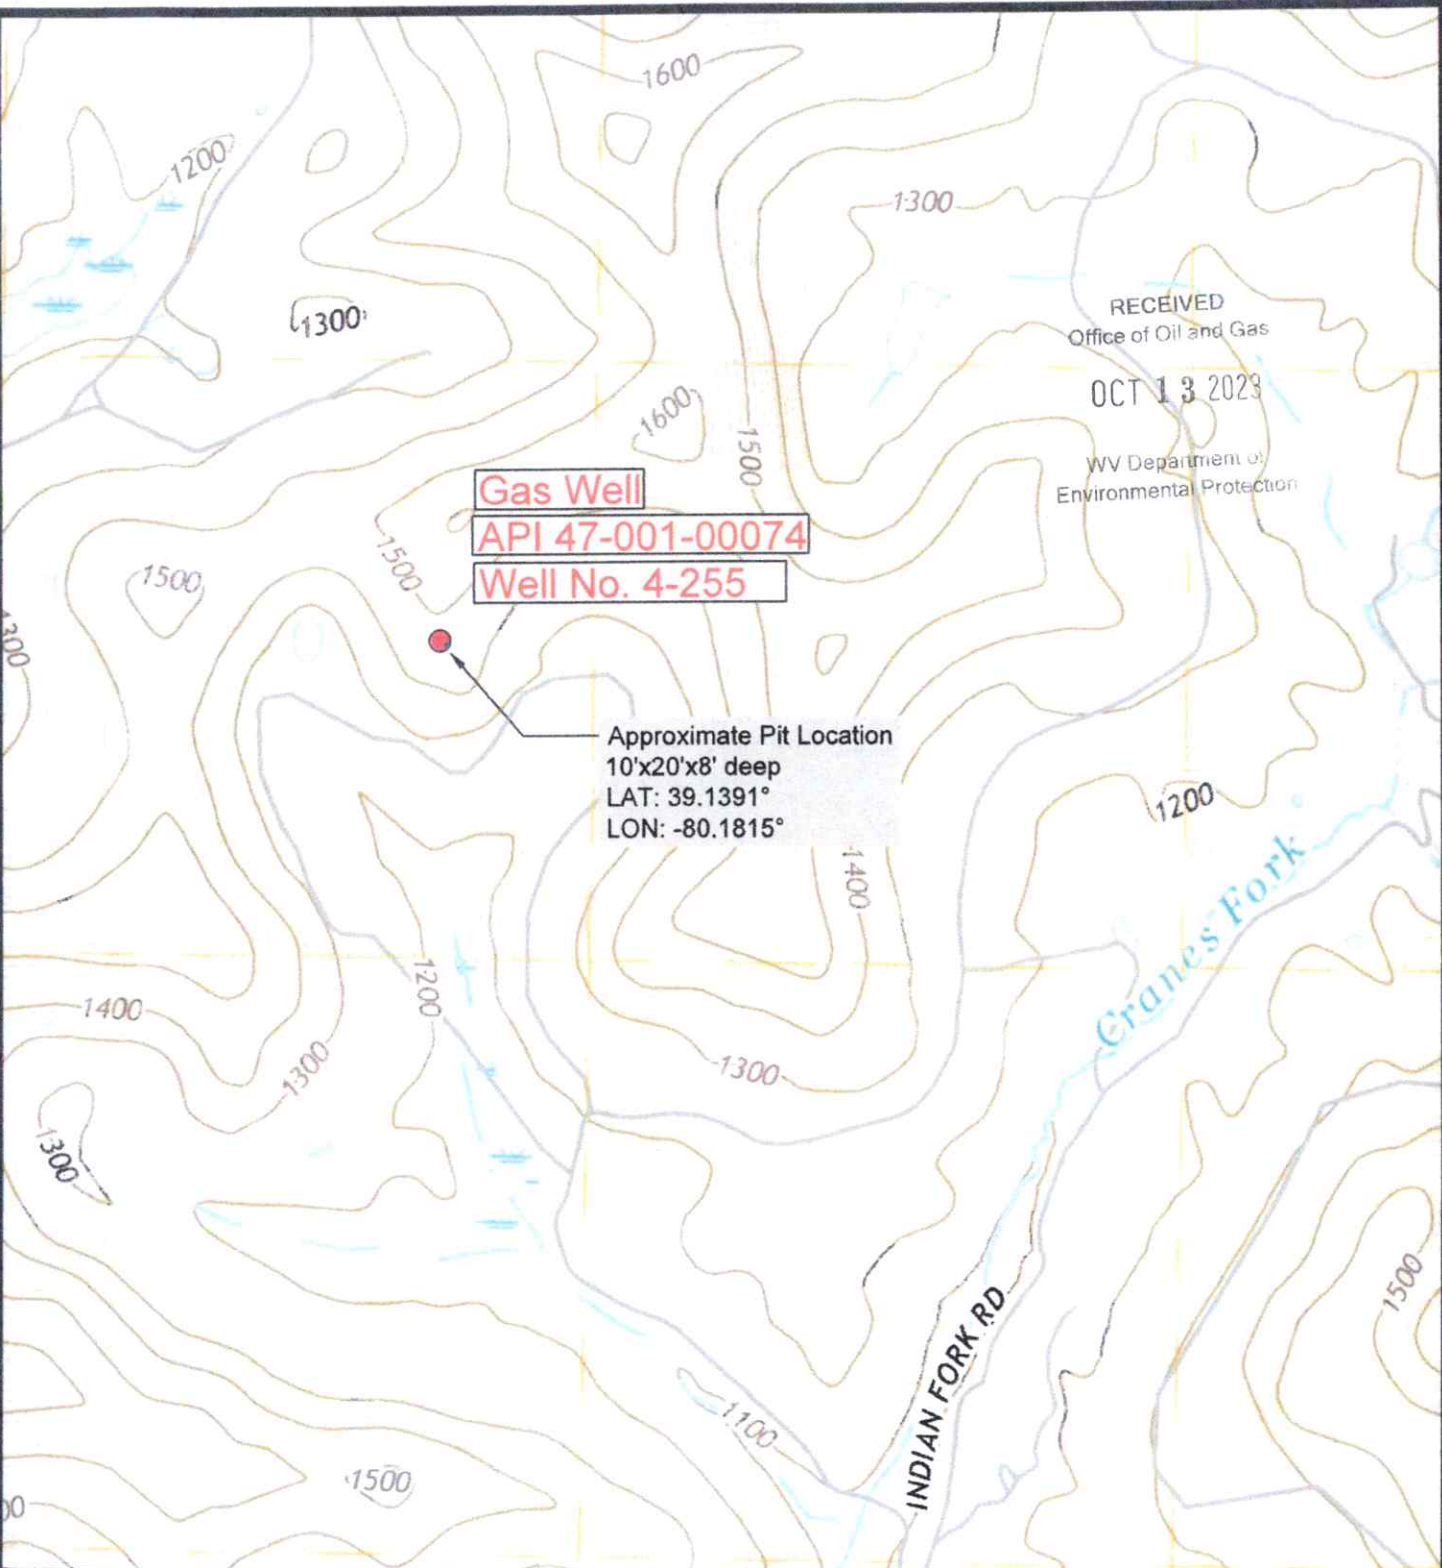 1600
1200
1300
1300
RECEIVED
Office of Oil and Gas
OCT 13 2023
WV Department of
Environmental Protection
1600
1500
Gas Well
API 47-001-00074
Well No. 4-255
1500
1500
1300
Approximate Pit Location
10'x20'x8' deep
LAT: 39.1391°
LON: -80.1815°
1200
1400
Cranes Fork
1200
1400
1300
1300
1300
1500
INDIAN FORK RD
1100
1500